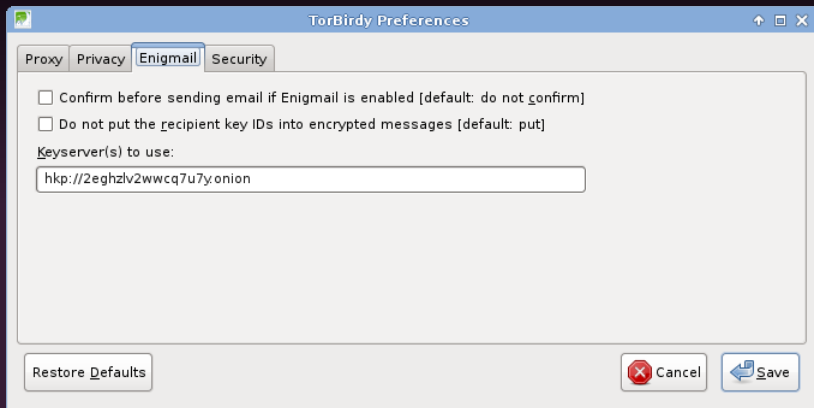 TorBirdy Preferences
Proxy Privacy Enigmail Security
Confirm before sending email if Enigmail is enabled [default: do not confirm]
Do not put the recipient key IDs into encrypted messages [default: put]
Keyserver(s) to use:
hkp://2eghzlv2wwcq7u7y.onion
Restore Defaults Cancel Save